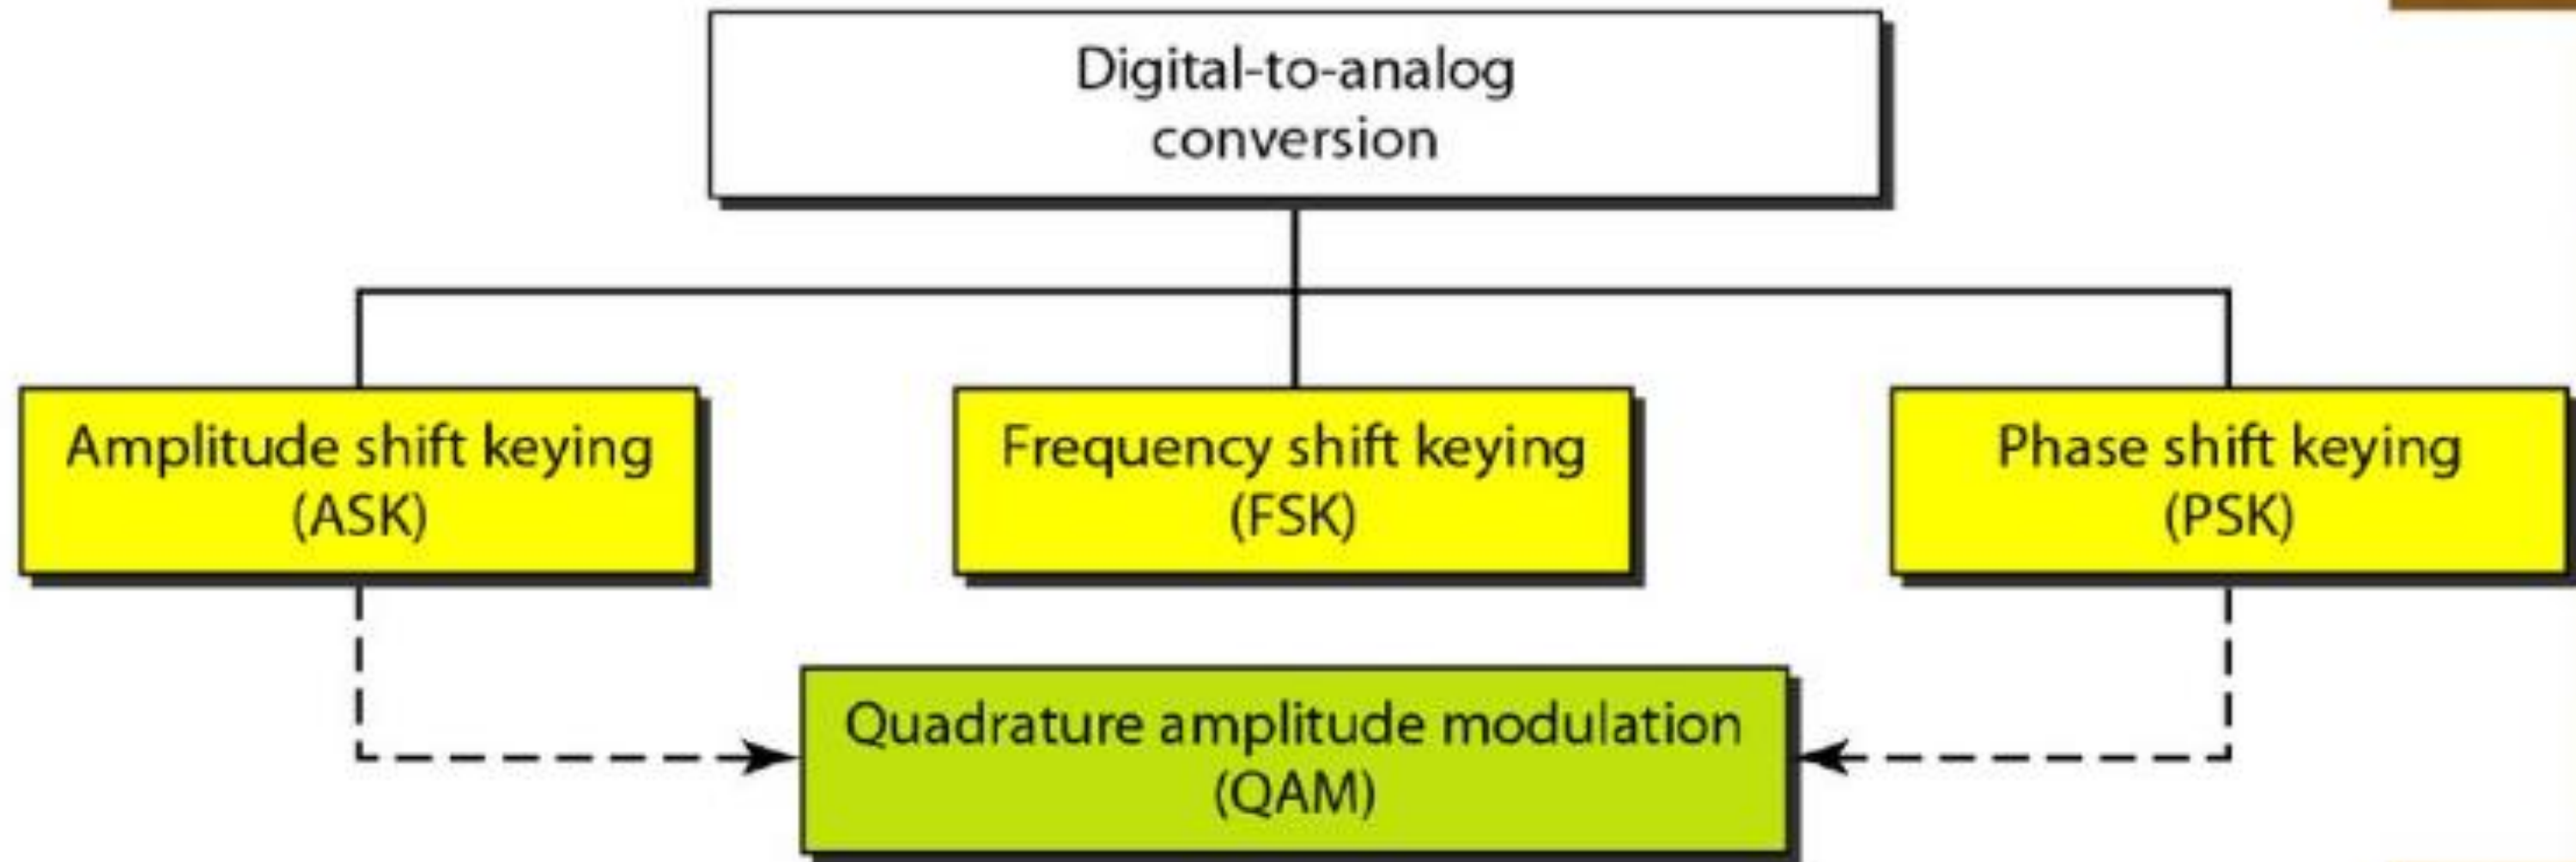 Digital-to-analog
conversion
Amplitude shift keying
(ASK)
Frequency shift keying
(FSK)
Phase shift keying
(PSK)
Quadrature amplitude modulation
(QAM)